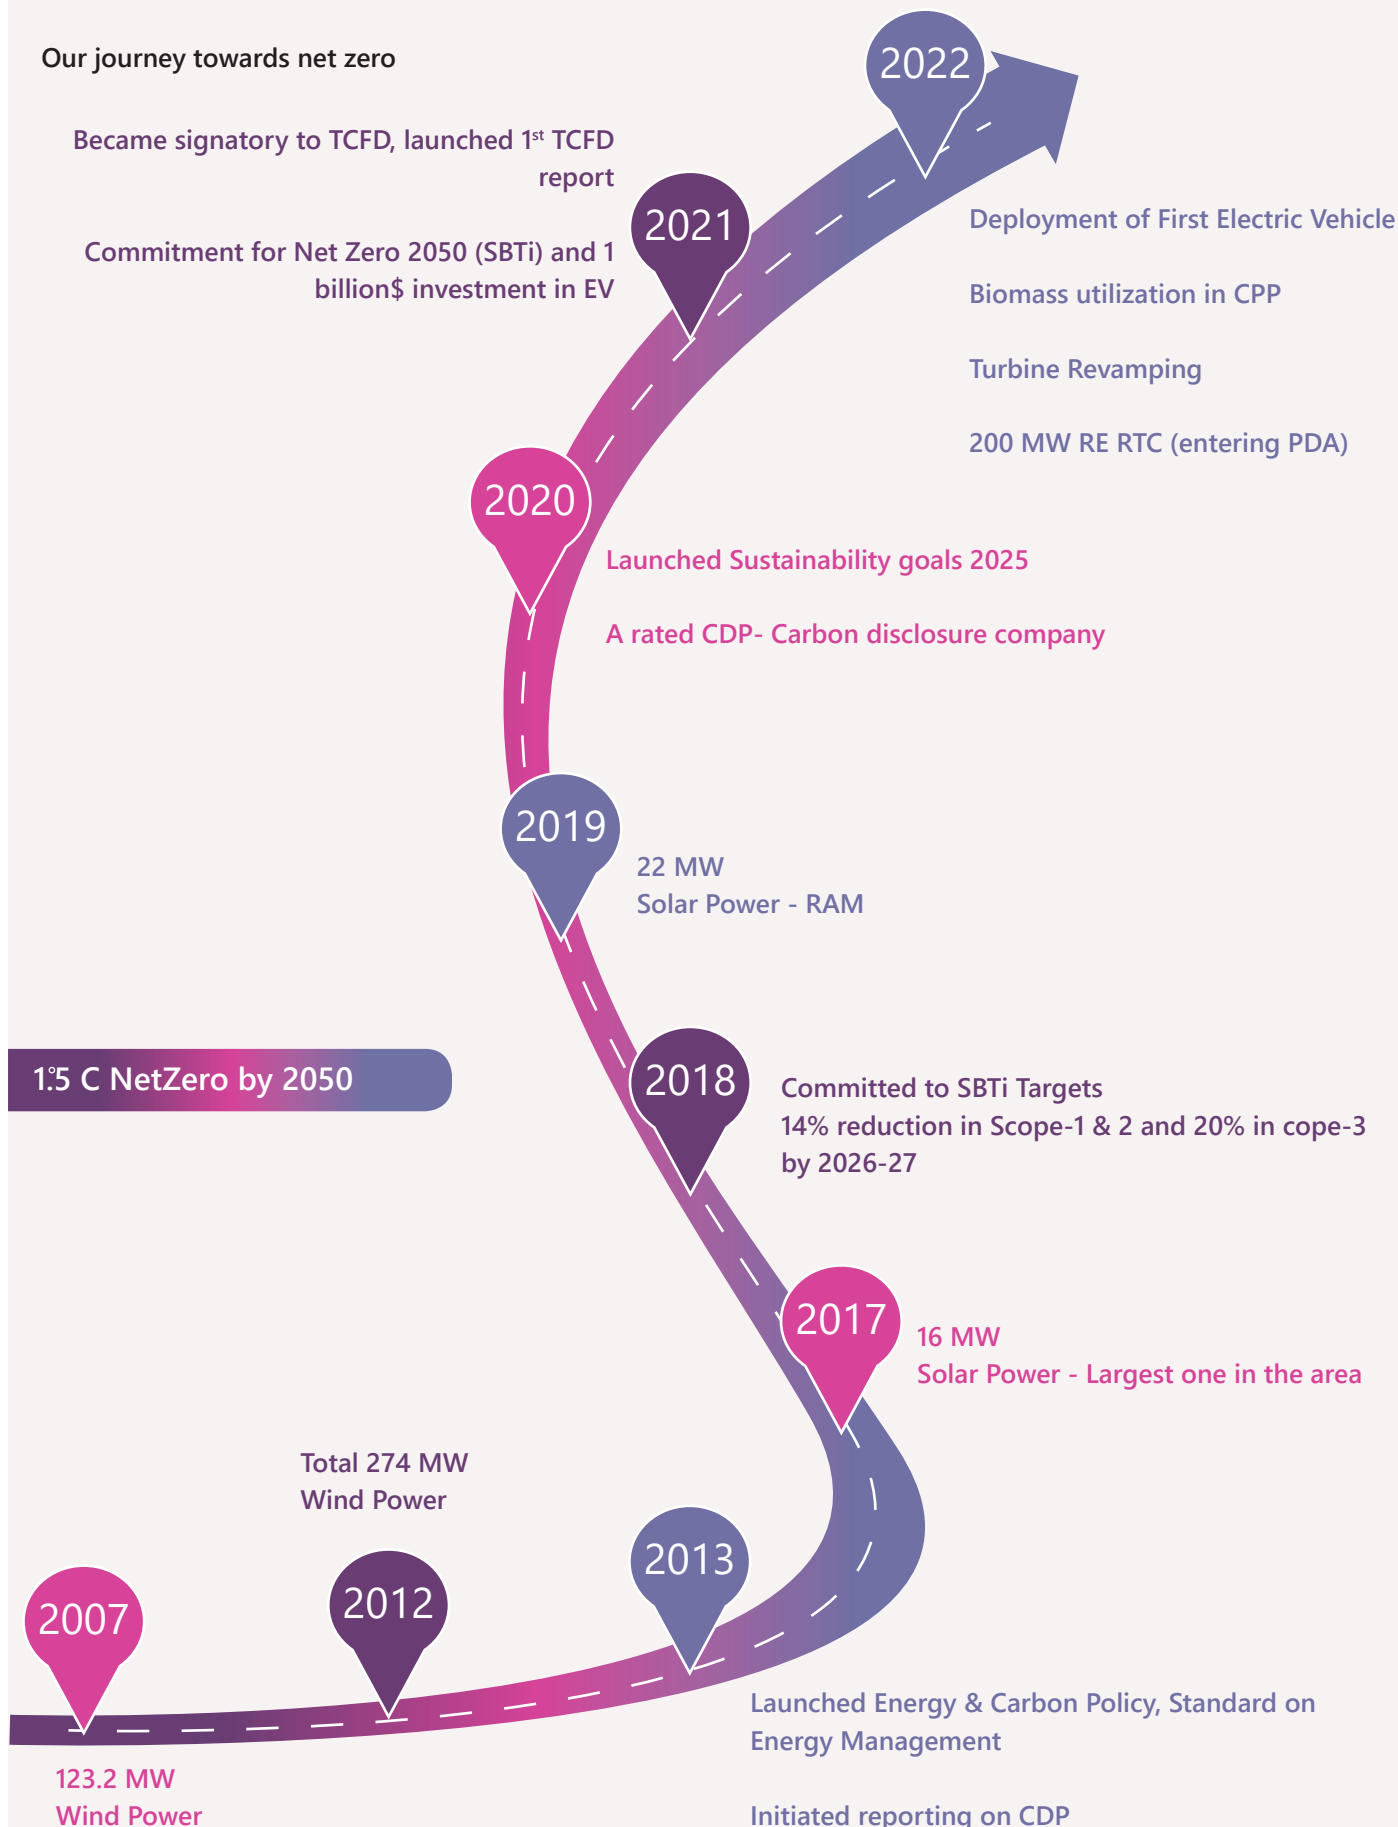 Our journey towards net zero
2022
Became signatory to TCFD, launched 1st TCFD
report
2021
Commitment for Net Zero 2050 (SBTi) and 1
billion$ investment in EV
Deployment of First Electric Vehicle
Biomass utilization in CPP
Turbine Revamping
200 MW RE RTC (entering PDA)
2020
Launched Sustainability goals 2025
A rated CDP- Carbon disclosure company
2019
22 MW
Solar Power - RAM
1.5° C NetZero by 2050
2018
Committed to SBTi Targets
14% reduction in Scope-1 & 2 and 20% in cope-3
by 2026-27
2017
16 MW
Solar Power - Largest one in the area
Total 274 MW
Wind Power
2013
2012
2007
Launched Energy & Carbon Policy, Standard on
Energy Management
123.2 MW
Wind Power
Initiated reporting on CDP